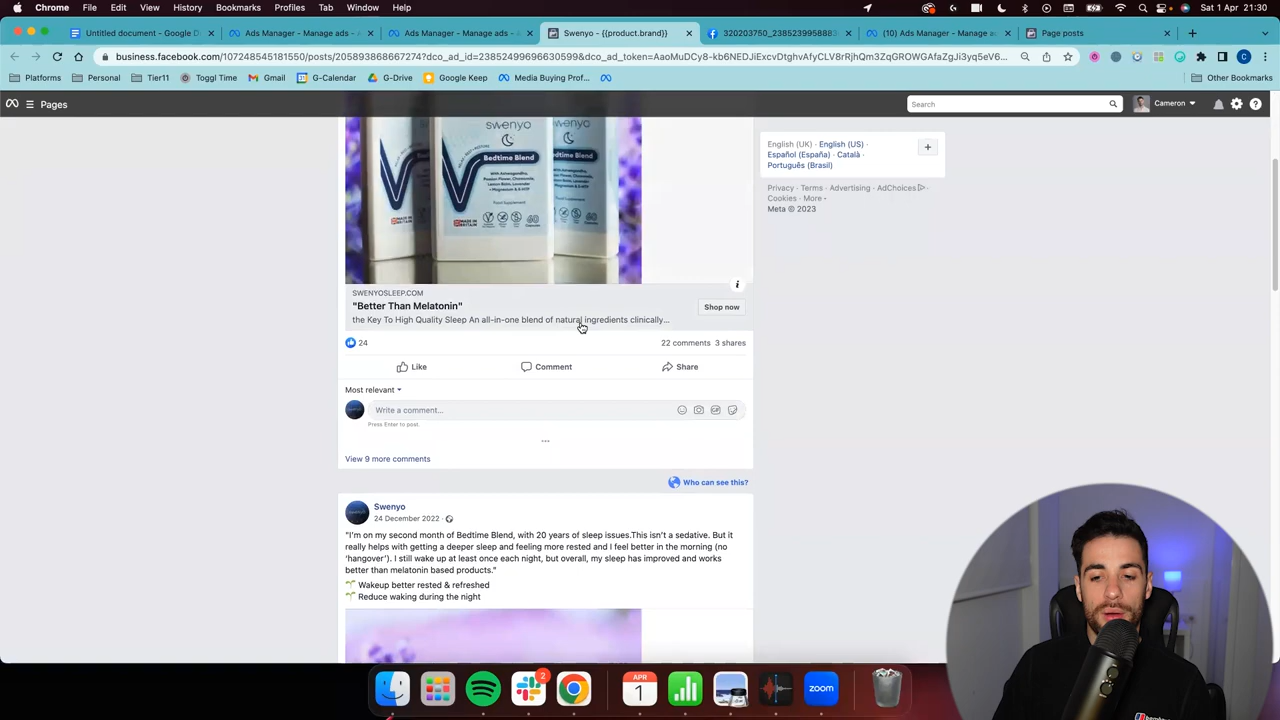 Chrome File Edit View History Bookmarks Profiles Tab Window Help
Sat 1 Apr 21:30
Untitled document - Google D
Ads Manager - Manage ads -
Ads Manager - Manage ads -
Swenyo - {{product.brand}}
(10) Ads Manager - Manage a
Page posts
Platforms Personal Tier11 Toggl Time Gmail G-Calendar G-Drive Google Keep Media Buying Prof...
Other Bookmarks
Pages
Search
Cameron
swenyo
Bedtime Blend
Food Supplement
MADE IN
BRITAIN
English (UK) · English (US) ·
Español (España) · Català ·
Português (Brasil)
Privacy · Terms · Advertising · AdChoices ·
Cookies · More
Meta © 2023
SWENYOSLEEP.COM
"Better Than Melatonin"
the Key To High Quality Sleep An all-in-one blend of natural ingredients clinically...
Shop now
24
22 comments 3 shares
Like Comment Share
Most relevant
Write a comment...
Press Enter to post.
View 9 more comments
Who can see this?
Swenyo
24 December 2022 ·
"I'm on my second month of Bedtime Blend, with 20 years of sleep issues.This isn't a sedative. But it
really helps with getting a deeper sleep and feeling more rested and I feel better in the morning (no
'hangover'). I still wake up at least once each night, but overall, my sleep has improved and works
better than melatonin based products."
Wakeup better rested & refreshed
Reduce waking during the night
APR
1
2
zoom